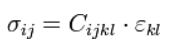 σij = Cijkl · εkl